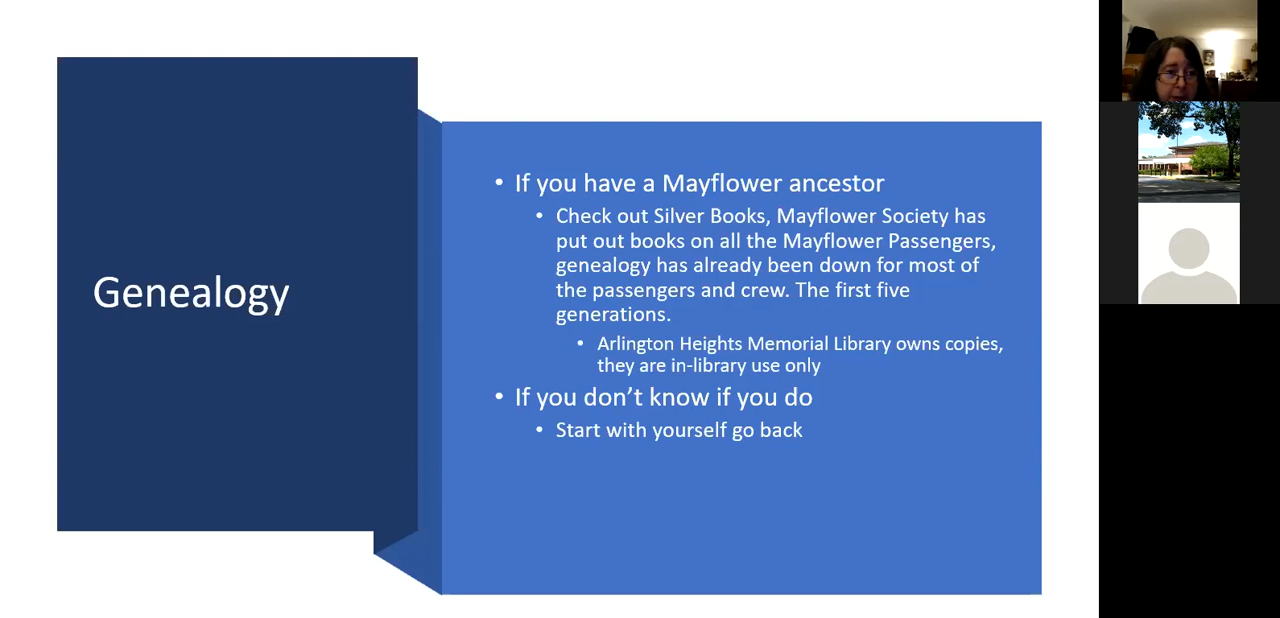 Genealogy
• If you have a Mayflower ancestor
• Check out Silver Books, Mayflower Society has
put out books on all the Mayflower Passengers,
genealogy has already been down for most of
the passengers and crew. The first five
generations.
• Arlington Heights Memorial Library owns copies,
they are in-library use only
• If you don’t know if you do
• Start with yourself go back